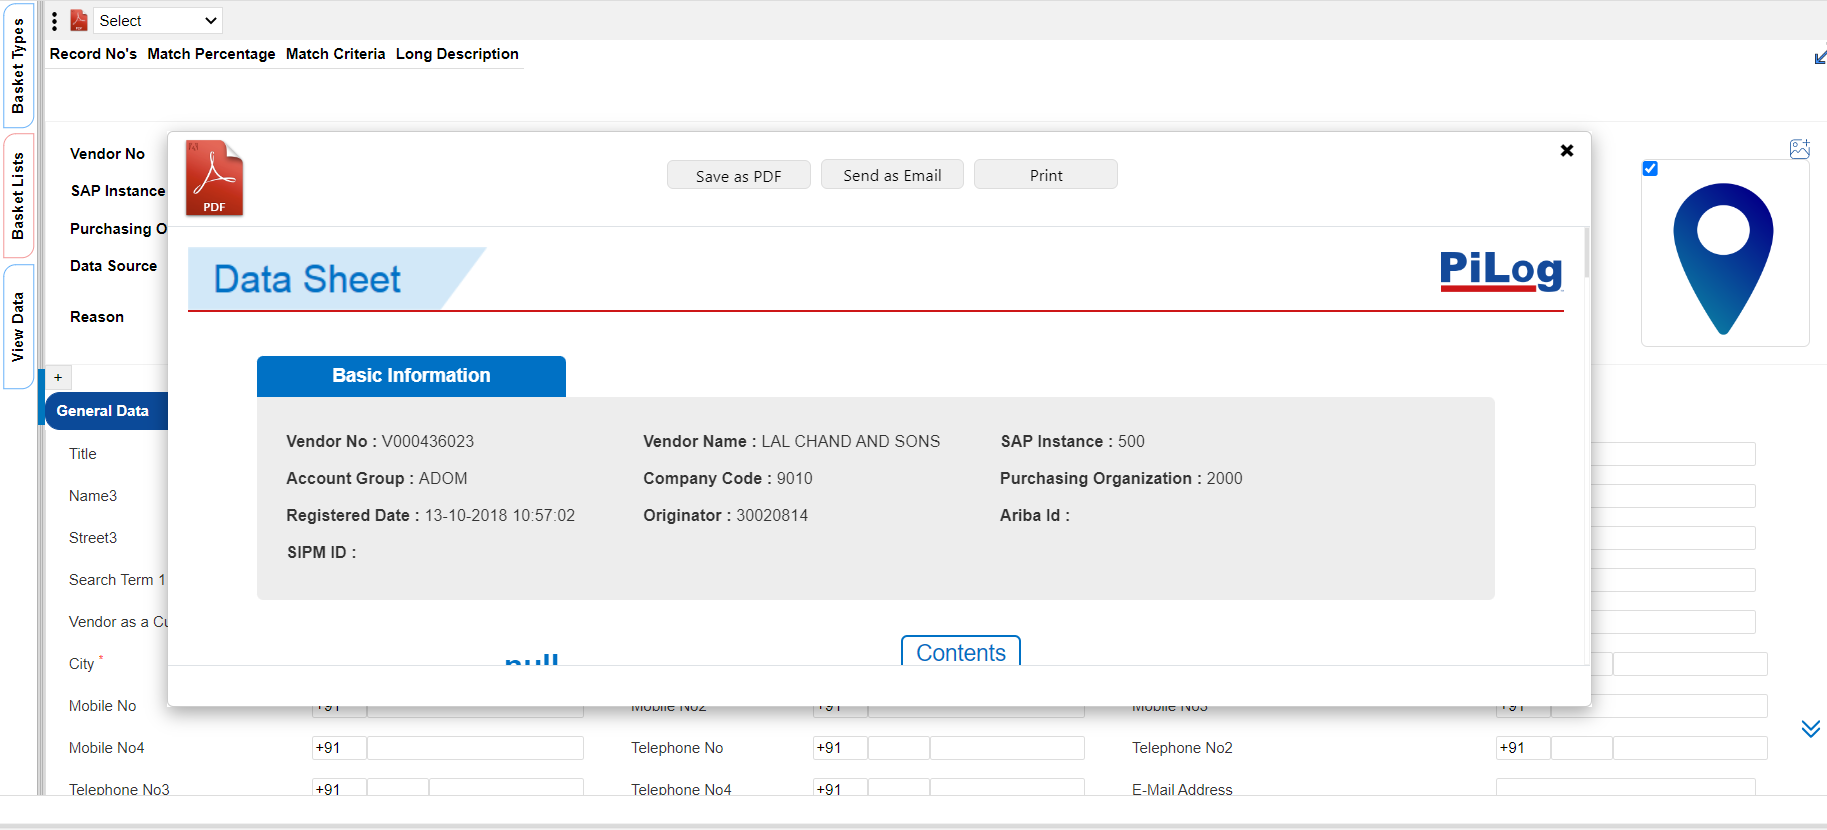 Basket Types
Basket Lists
View Data
Select
Record No's Match Percentage Match Criteria Long Description
Vendor No
SAP Instance
Purchasing O
Data Source
Reason
+
General Data
Title
Name3
Street3
Search Term 1
Vendor as a Cu
City *
Mobile No +91 Mobile No2 +91 Mobile No3 +91
Mobile No4 +91 Telephone No +91 Telephone No2 +91
Telephone No3 +91 Telephone No4 +91 E-Mail Address
PDF
Save as PDF Send as Email Print
Data Sheet
PiLog
Basic Information
Vendor No : V000436023 Vendor Name : LAL CHAND AND SONS SAP Instance : 500
Account Group : ADOM Company Code : 9010 Purchasing Organization : 2000
Registered Date : 13-10-2018 10:57:02 Originator : 30020814 Ariba Id :
SIPM ID :
null Contents